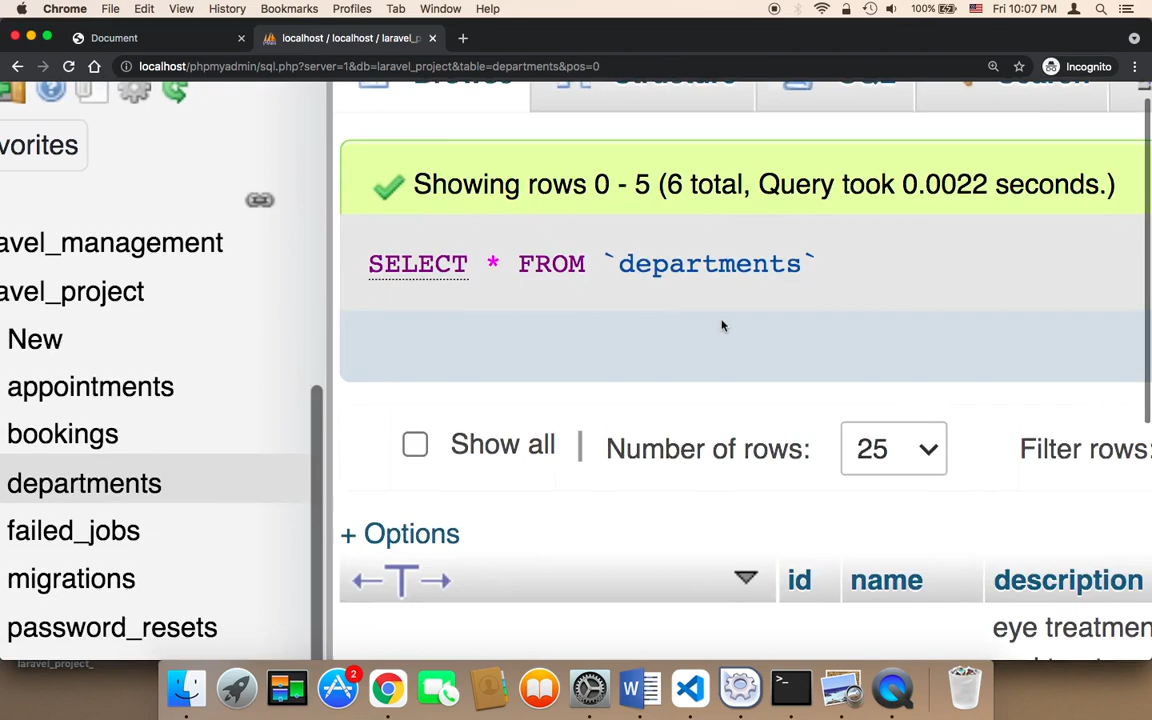 Chrome File Edit View History Bookmarks Profiles Tab Window Help 100% Fri 10:07 PM
Document localhost / localhost / laravel_p
localhost/phpmyadmin/sql.php?server=1&db=laravel_project&table=departments&pos=0 Incognito
vorites
avel_management
avel_project
New
appointments
bookings
departments
failed_jobs
migrations
password_resets
Showing rows 0 - 5 (6 total, Query took 0.0022 seconds.)
SELECT * FROM `departments`
Show all | Number of rows: 25 Filter rows:
+ Options
←T→ id name description
eye treatmen
laravel_project_
2